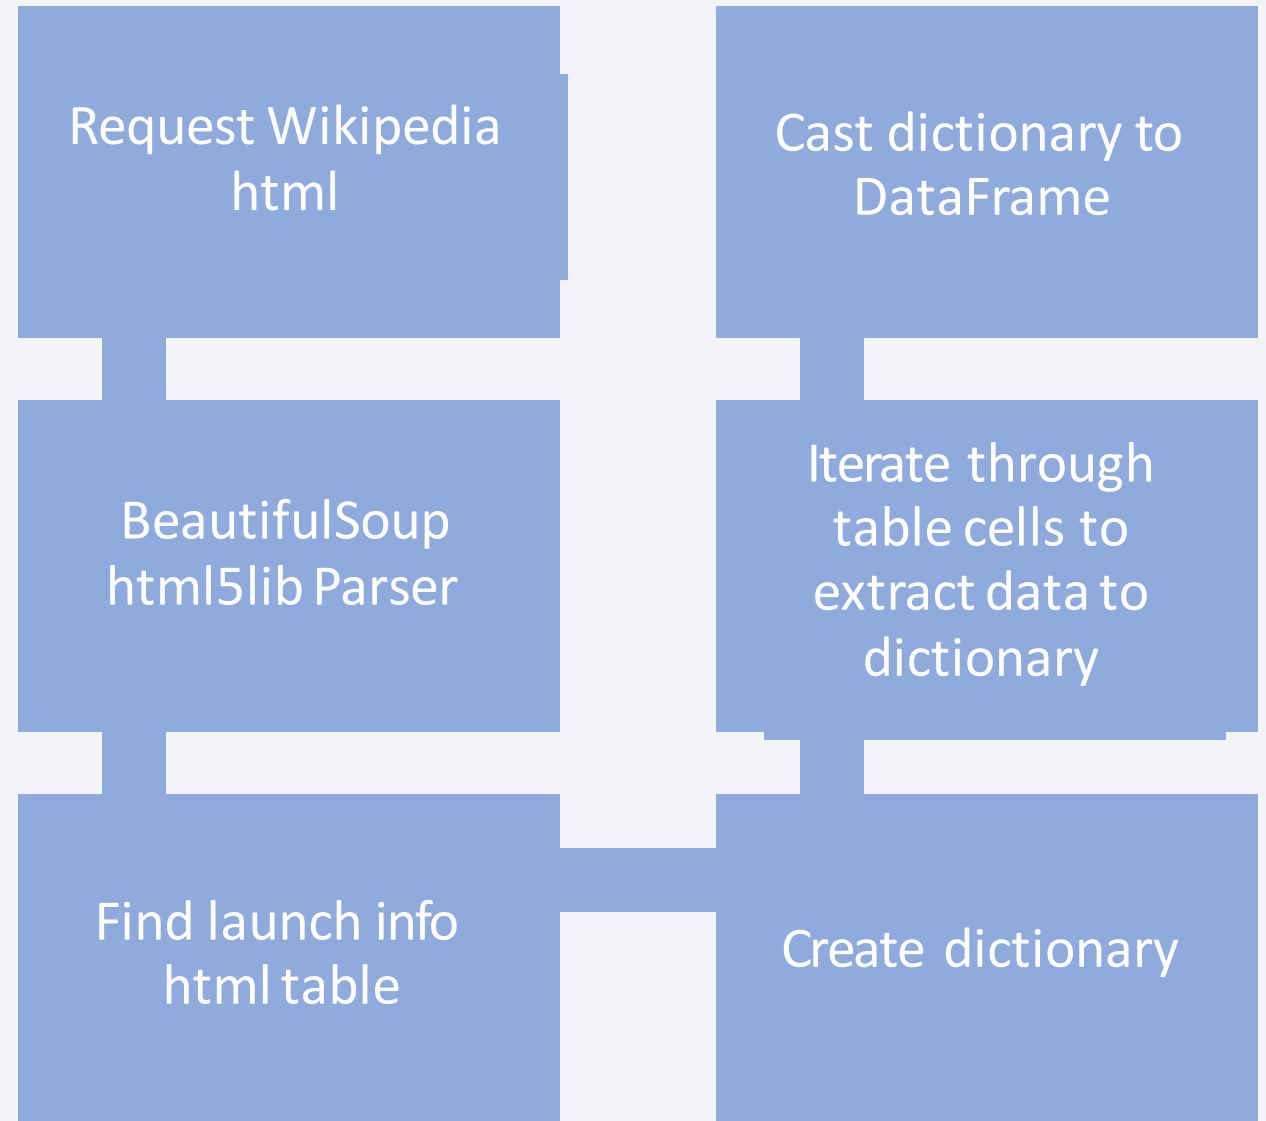 Request Wikipedia
html
BeautifulSoup
html5lib Parser
Find launch info
html table
Create dictionary
Iterate through
table cells to
extract data to
dictionary
Cast dictionary to
DataFrame